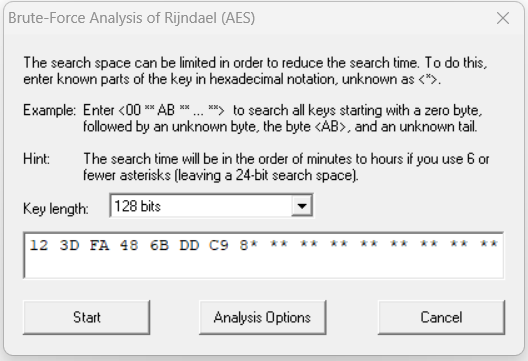 Brute-Force Analysis of Rijndael (AES)
The search space can be limited in order to reduce the search time. To do this,
enter known parts of the key in hexadecimal notation, unknown as <*>.
Example: Enter <00 ** AB ** ... **> to search all keys starting with a zero byte,
followed by an unknown byte, the byte <AB>, and an unknown tail.
Hint: The search time will be in the order of minutes to hours if you use 6 or
fewer asterisks (leaving a 24-bit search space).
Key length: 128 bits
12 3D FA 48 6B DD C9 8* ** ** ** ** ** ** ** **
Start Analysis Options Cancel